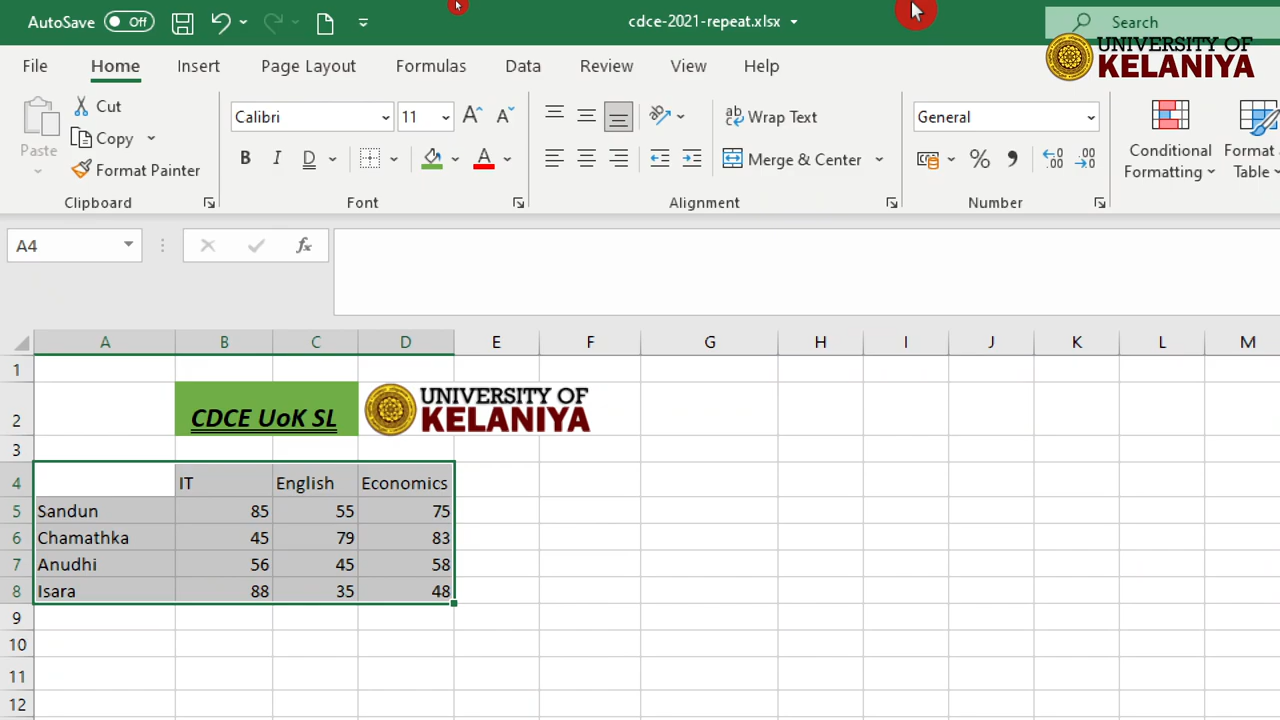 AutoSave Off cdce-2021-repeat.xlsx Search
UNIVERSITY OF
KELANIYA
File Home Insert Page Layout Formulas Data Review View Help
Paste Cut
Copy
Format Painter
Calibri 11
B I D A
ab Wrap Text
Merge & Center
General
% 9
Conditional Format
Formatting Table
Clipboard Font Alignment Number
A4 fx
A B C D E F G H I J K L M
1
2 CDCE UoK SL UNIVERSITY OF
KELANIYA
3
4 IT English Economics
5 Sandun 85 55 75
6 Chamathka 45 79 83
7 Anudhi 56 45 58
8 Isara 88 35 48
9
10
11
12